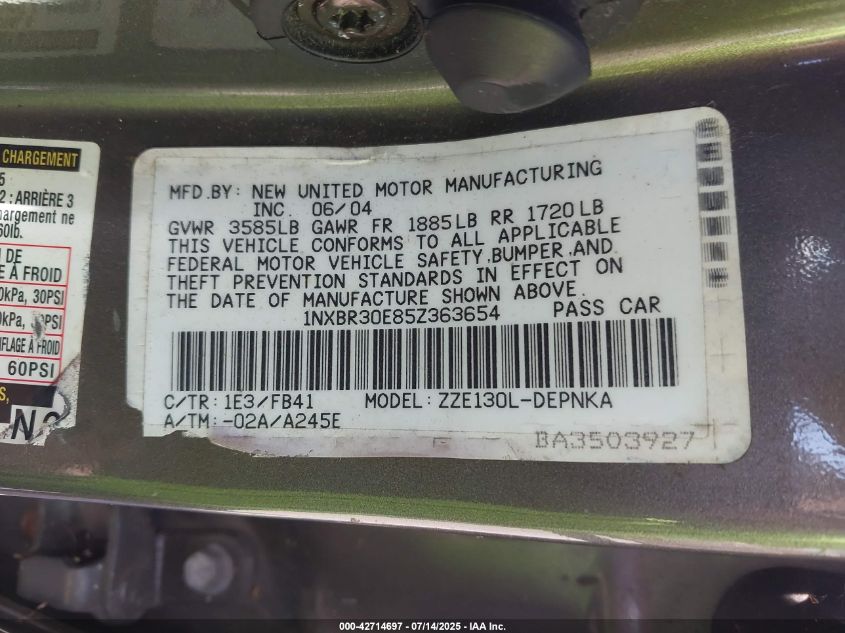 CHARGEMENT
5
2 : ARRIÈRE 3
chargement ne
60lb.
N DE
E À FROID
0kPa, 30PSI
0kPa, 30PSI
FLAGE À FROID
60PSI
S,
MFD.BY: NEW UNITED MOTOR MANUFACTURING
INC. 06/04
GVWR 3585LB GAWR FR 1885LB RR 1720LB
THIS VEHICLE CONFORMS TO ALL APPLICABLE
FEDERAL MOTOR VEHICLE SAFETY,BUMPER,AND
THEFT PREVENTION STANDARDS IN EFFECT ON
THE DATE OF MANUFACTURE SHOWN ABOVE.
1NXBR30E85Z363654 PASS CAR
C/TR: 1E3/FB41 MODEL: ZZE130L-DEPNKA
A/TM:-02A/A245E
BA3503927
000-42714697 - 07/14/2025 - IAA Inc.